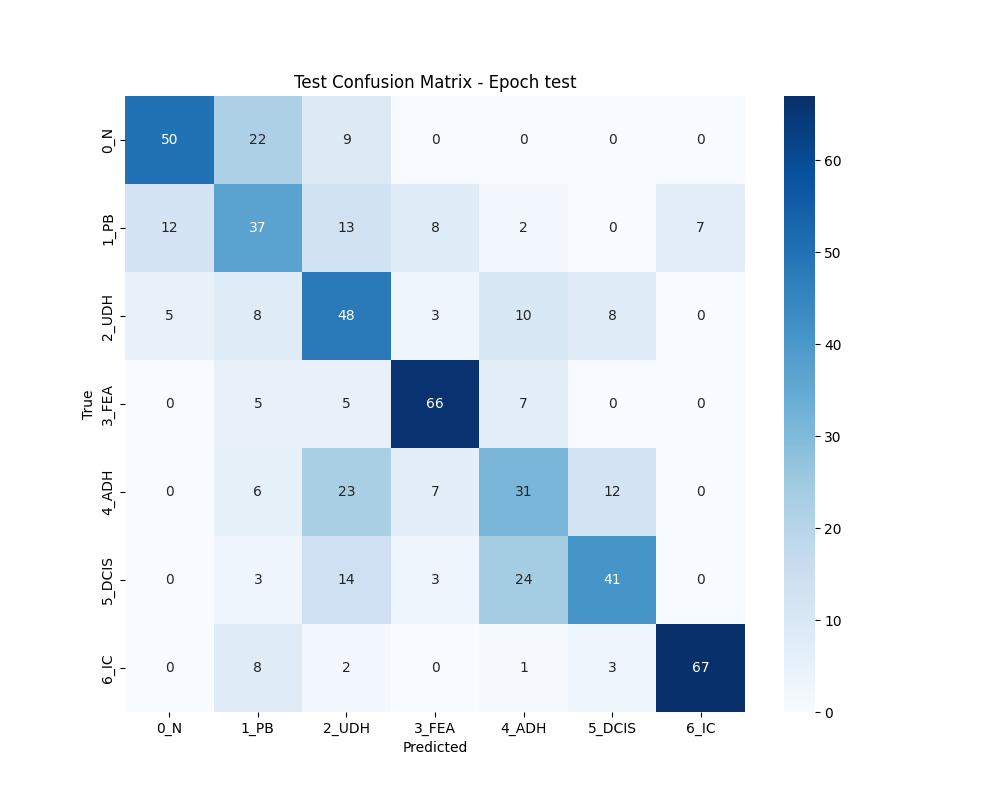 Test Confusion Matrix - Epoch test
0_N 50 22 9 0 0 0 0
1_PB 12 37 13 8 2 0 7
2_UDH 5 8 48 3 10 8 0
3_FEA 0 5 5 66 7 0 0
4_ADH 0 6 23 7 31 12 0
5_DCIS 0 3 14 3 24 41 0
6_IC 0 8 2 0 1 3 67
0_N 1_PB 2_UDH 3_FEA 4_ADH 5_DCIS 6_IC
Predicted
True
60
50
40
30
20
10
0